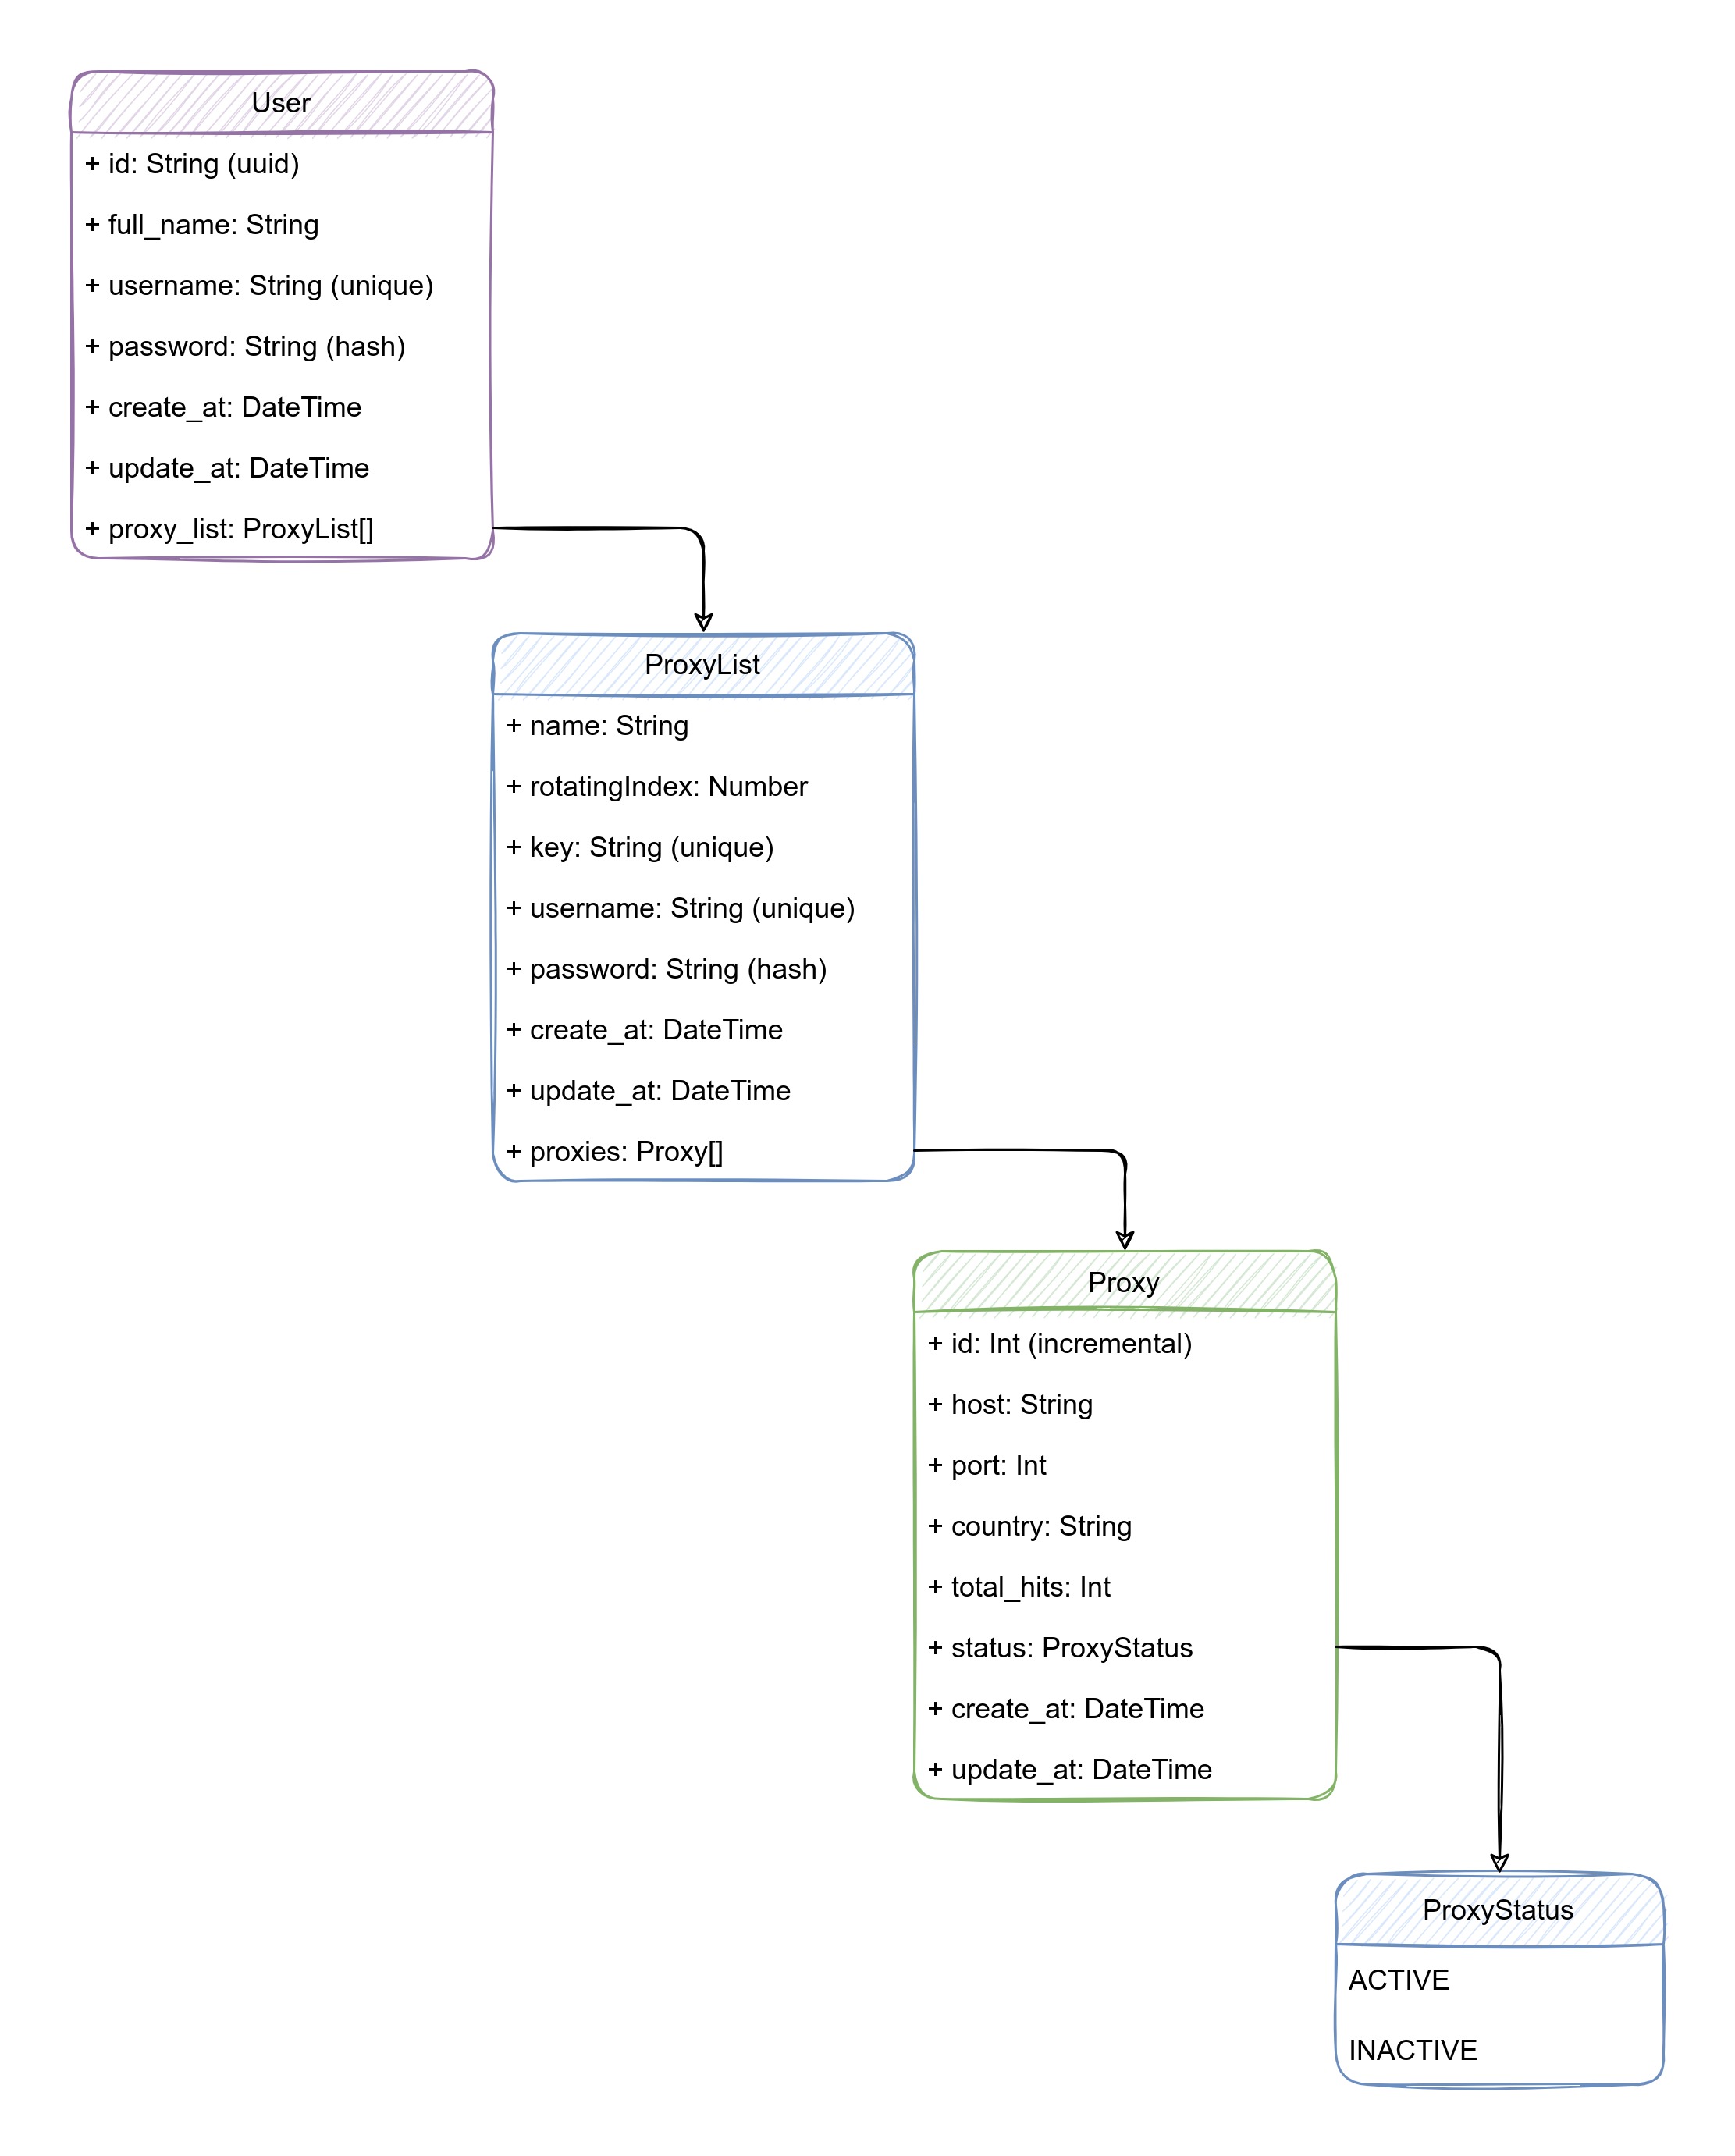 User
+ id: String (uuid)
+ full_name: String
+ username: String (unique)
+ password: String (hash)
+ create_at: DateTime
+ update_at: DateTime
+ proxy_list: ProxyList[]
ProxyList
+ name: String
+ rotatingIndex: Number
+ key: String (unique)
+ username: String (unique)
+ password: String (hash)
+ create_at: DateTime
+ update_at: DateTime
+ proxies: Proxy[]
Proxy
+ id: Int (incremental)
+ host: String
+ port: Int
+ country: String
+ total_hits: Int
+ status: ProxyStatus
+ create_at: DateTime
+ update_at: DateTime
ProxyStatus
ACTIVE
INACTIVE